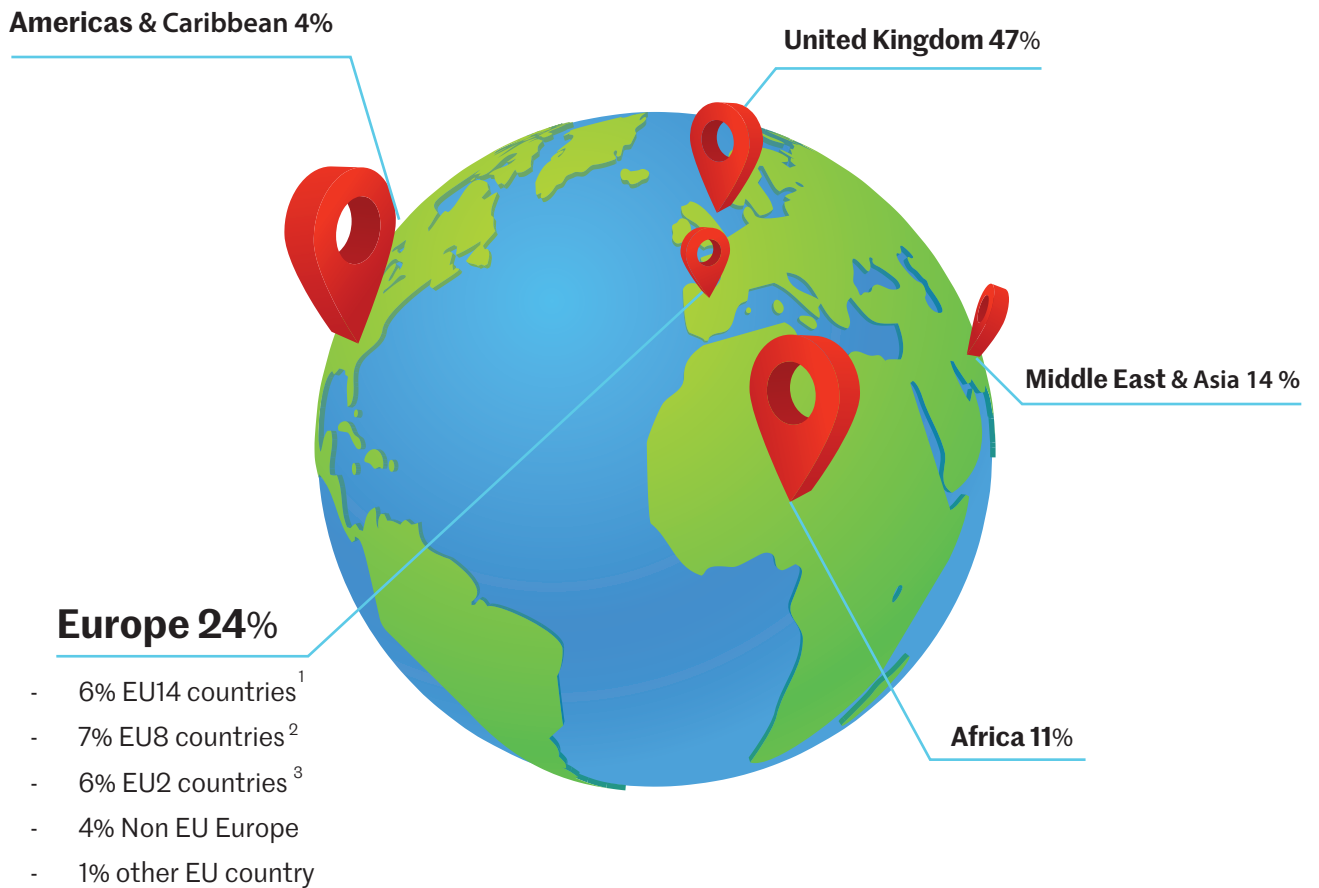 Americas & Caribbean 4%
United Kingdom 47%
Middle East & Asia 14 %
Europe 24%
- 6% EU14 countries 1
- 7% EU8 countries 2
- 6% EU2 countries 3
- 4% Non EU Europe
- 1% other EU country
Africa 11%